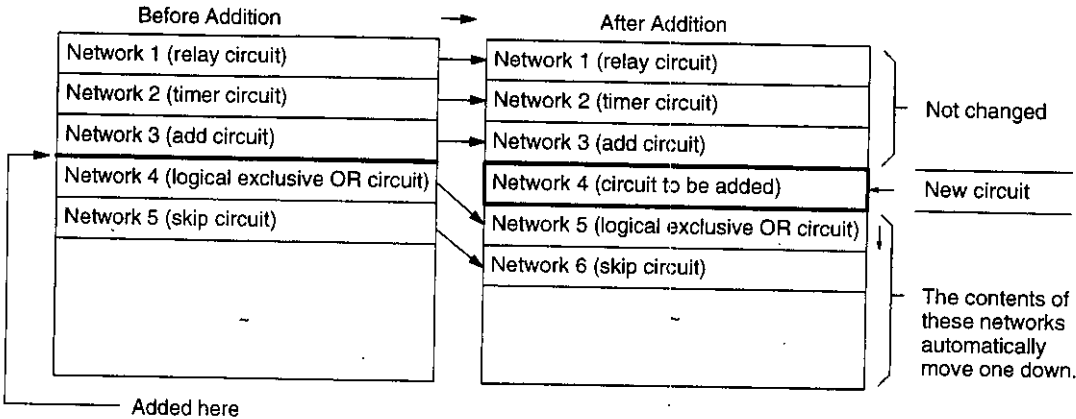 Before Addition
After Addition
Network 1 (relay circuit)
Network 2 (timer circuit)
Network 3 (add circuit)
Network 4 (logical exclusive OR circuit)
Network 5 (skip circuit)
~
Added here
Network 1 (relay circuit)
Network 2 (timer circuit)
Network 3 (add circuit)
Network 4 (circuit to be added)
Network 5 (logical exclusive OR circuit)
Network 6 (skip circuit)
~
Not changed
New circuit
The contents of
these networks
automatically
move one down.